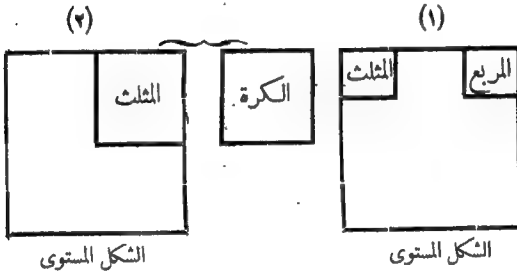 (١) (٢)
المربع المثلث الكرة المثلث
الشكل المستوى الشكل المستوى